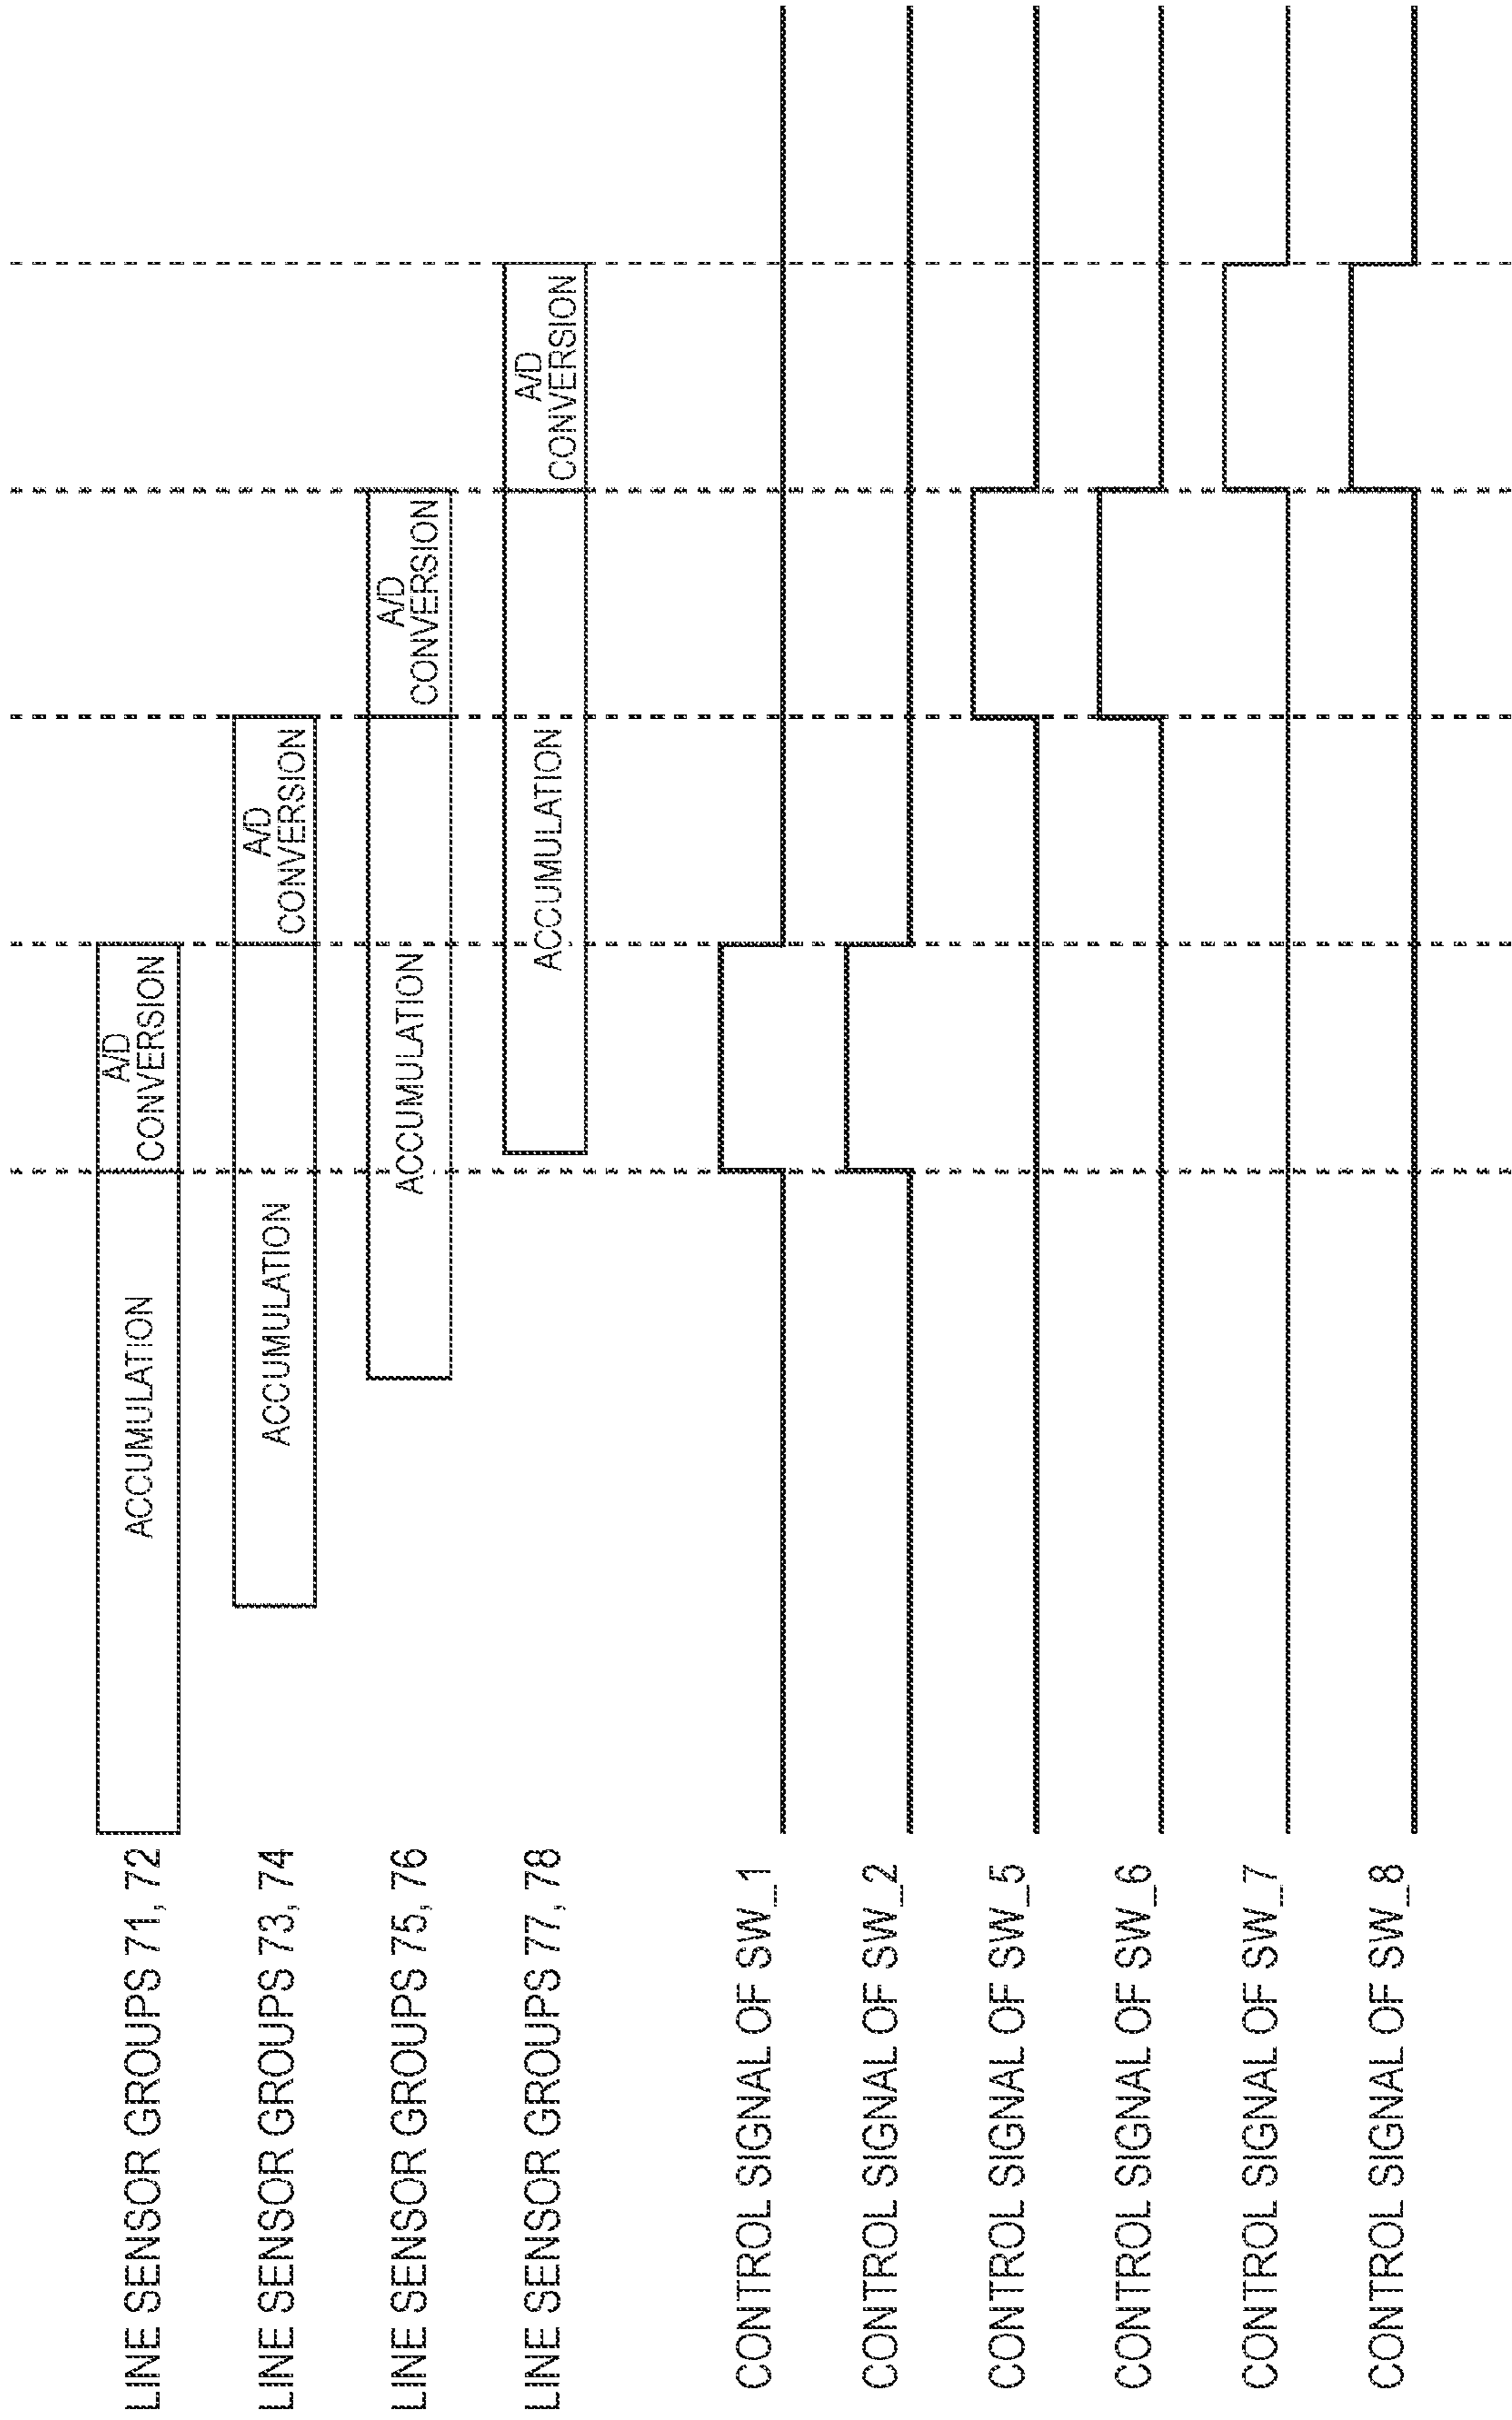 LINE SENSOR GROUPS 71, 72
ACCUMULATION
A/D
CONVERSION
LINE SENSOR GROUPS 73, 74
ACCUMULATION
A/D
CONVERSION
LINE SENSOR GROUPS 75, 76
ACCUMULATION
A/D
CONVERSION
LINE SENSOR GROUPS 77, 78
ACCUMULATION
A/D
CONVERSION
CONTROL SIGNAL OF SW_1
CONTROL SIGNAL OF SW_2
CONTROL SIGNAL OF SW_5
CONTROL SIGNAL OF SW_6
CONTROL SIGNAL OF SW_7
CONTROL SIGNAL OF SW_8